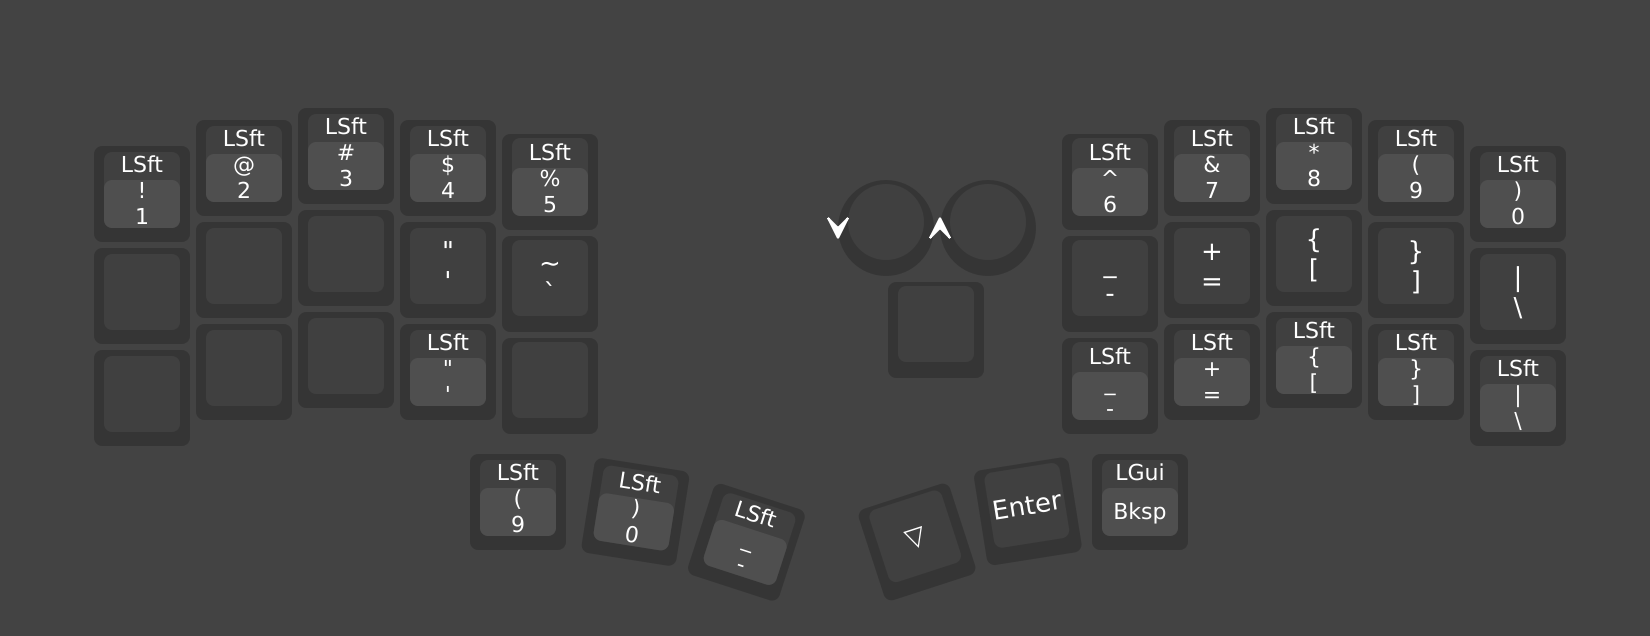 LSft
!
1
LSft
@
2
LSft
#
3
LSft
$
4
LSft
%
5
LSft
^
6
LSft
&
7
LSft
*
8
LSft
(
9
LSft
)
0
"
'
~
`
_
-
+
=
{
[
}
]
|
\
LSft
"
'
LSft
_
-
LSft
+
=
LSft
{
[
LSft
}
]
LSft
|
\
LSft
(
9
LSft
)
0
LSft
_
-
▽
Enter
LGui
Bksp